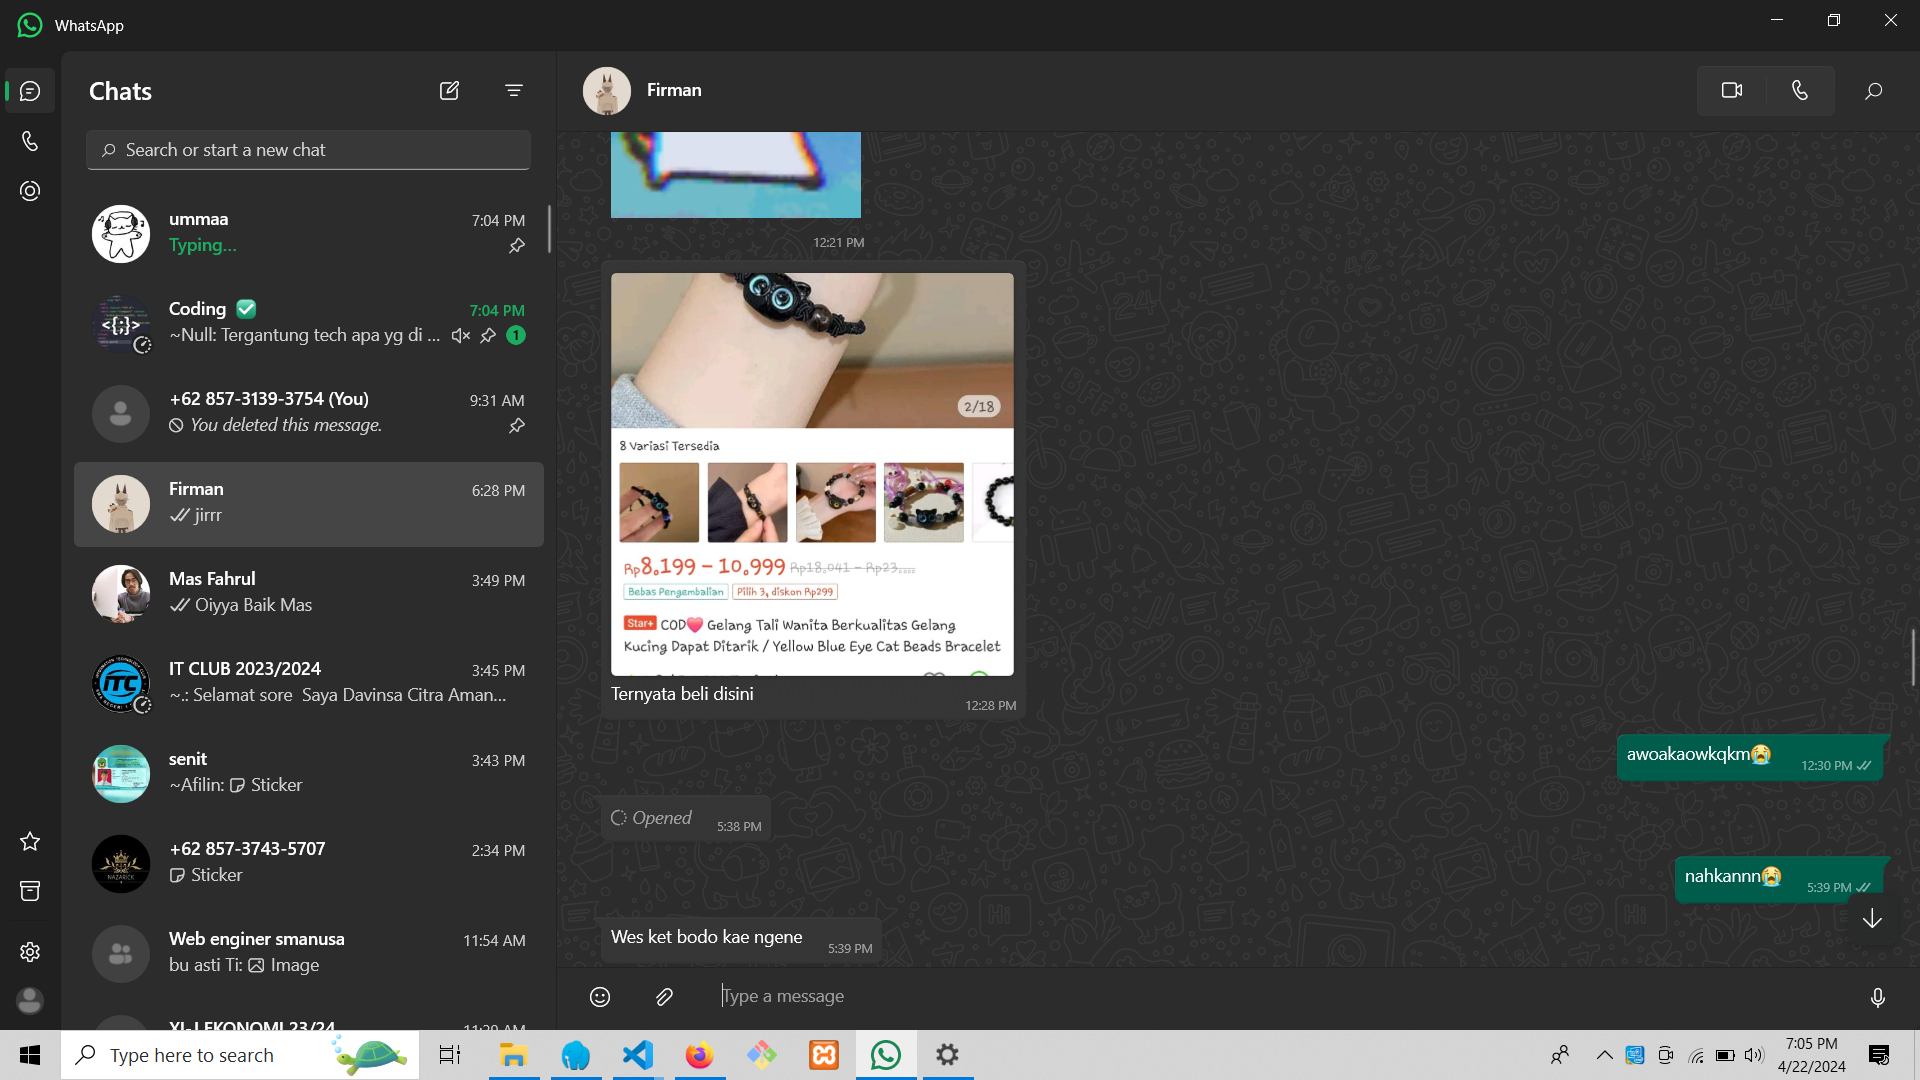 WhatsApp
Chats
Search or start a new chat
ummaa
7:04 PM
Typing...
Coding ✅
7:04 PM
~Null: Tergantung tech apa yg di ...
1
+62 857-3139-3754 (You)
9:31 AM
You deleted this message.
Firman
6:28 PM
jirrr
Mas Fahrul
3:49 PM
Oiyya Baik Mas
IT CLUB 2023/2024
3:45 PM
~.: Selamat sore Saya Davinsa Citra Aman...
senit
3:43 PM
~Afilin: Sticker
+62 857-3743-5707
2:34 PM
Sticker
Web enginer smanusa
11:54 AM
bu asti Ti: Image
XI-J EKONOMI 23/24
11:29 AM
Firman
12:21 PM
2/18
8 Variasi Tersedia
Rp8.199 - 10.999 Rp18.041 - Rp23....
Bebas Pengembalian
Pilih 3, diskon Rp299
Star+ COD❤️ Gelang Tali Wanita Berkualitas Gelang
Kucing Dapat Ditarik / Yellow Blue Eye Cat Beads Bracelet
Ternyata beli disini
12:28 PM
awoakaowkqkm😭
12:30 PM
Opened
5:38 PM
nahkannn😭
5:39 PM
Wes ket bodo kae ngene
5:39 PM
Type a message
Type here to search
7:05 PM
4/22/2024